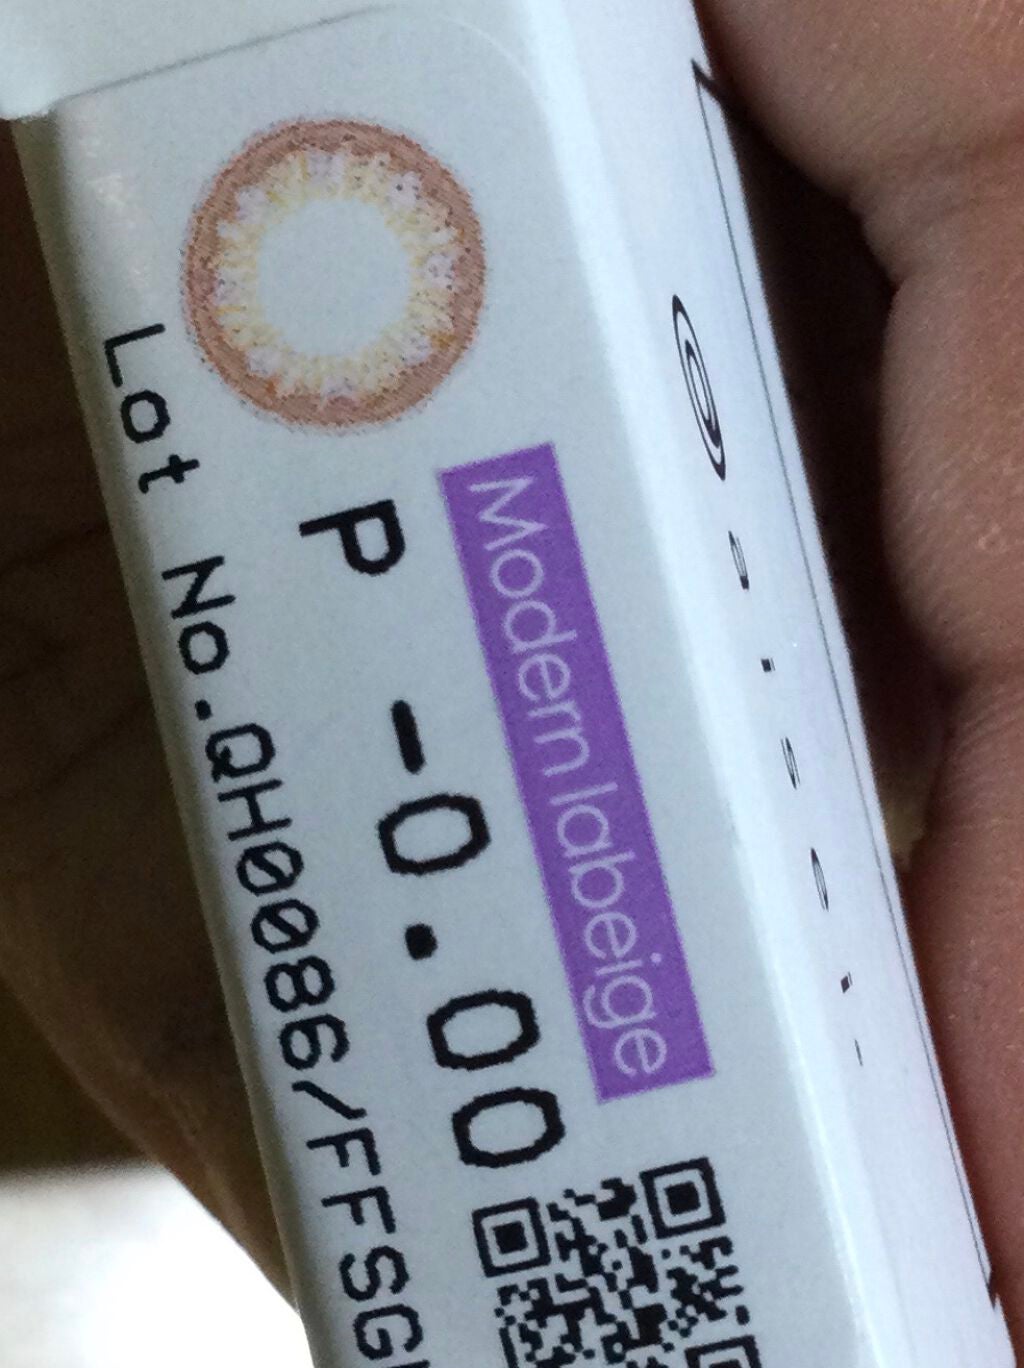 Modern labeige
P -0.00
Lot No.QH0086/FFSG